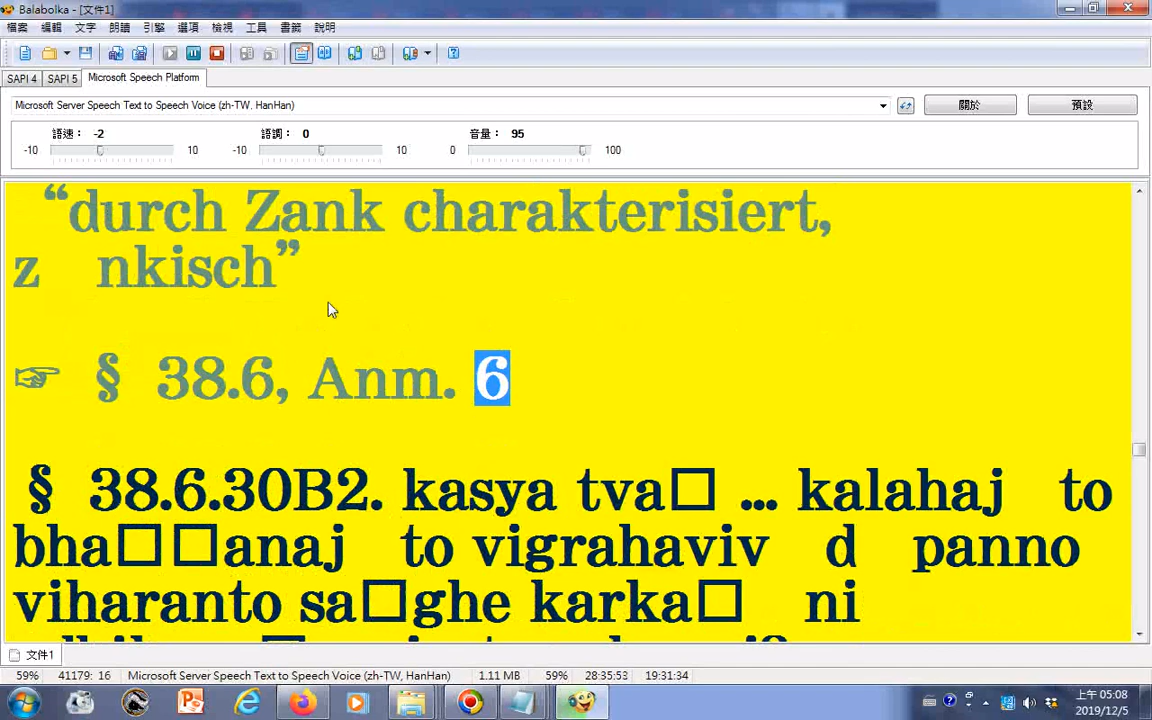 Balabolka - [文件1]
檔案 編輯 文字 朗讀 引擎 選項 檢視 工具 書籤 說明
SAPI 4 SAPI 5 Microsoft Speech Platform
Microsoft Server Speech Text to Speech Voice (zh-TW, HanHan) 關於 預設
語速： -2 語調： 0 音量： 95
-10 10 -10 10 0 100
“durch Zank charakterisiert,
z nkisch”
☞ § 38.6, Anm. 6
§ 38.6.30B2. kasya tva□ ... kalahaj to
bha□□anaj to vigrahaviv d panno
viharanto sa□ghe karka□ ni
文件1
59% 41179: 16 Microsoft Server Speech Text to Speech Voice (zh-TW, HanHan) 1.11 MB 59% 28:35:53 19:31:34
上午 05:08
2019/12/5